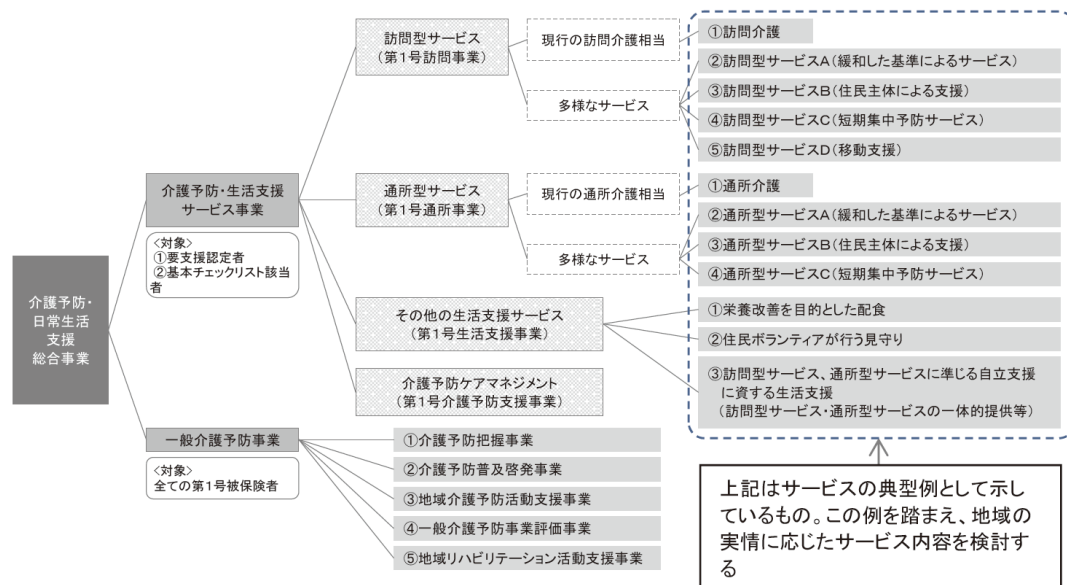 介護予防・
日常生活
支援
総合事業
介護予防・生活支援
サービス事業
<対象>
①要支援認定者
②基本チェックリスト該当
者
訪問型サービス
(第1号訪問事業)
現行の訪問介護相当
①訪問介護
多様なサービス
②訪問型サービスA(緩和した基準によるサービス)
③訪問型サービスB(住民主体による支援)
④訪問型サービスC(短期集中予防サービス)
⑤訪問型サービスD(移動支援)
通所型サービス
(第1号通所事業)
現行の通所介護相当
①通所介護
多様なサービス
②通所型サービスA(緩和した基準によるサービス)
③通所型サービスB(住民主体による支援)
④通所型サービスC(短期集中予防サービス)
その他の生活支援サービス
(第1号生活支援事業)
①栄養改善を目的とした配食
②住民ボランティアが行う見守り
③訪問型サービス、通所型サービスに準じる自立支援
に資する生活支援
(訪問型サービス・通所型サービスの一体的提供等)
介護予防ケアマネジメント
(第1号介護予防支援事業)
一般介護予防事業
<対象>
全ての第1号被保険者
①介護予防把握事業
②介護予防普及啓発事業
③地域介護予防活動支援事業
④一般介護予防事業評価事業
⑤地域リハビリテーション活動支援事業
上記はサービスの典型例として示し
ているもの。この例を踏まえ、地域の
実情に応じたサービス内容を検討す
る